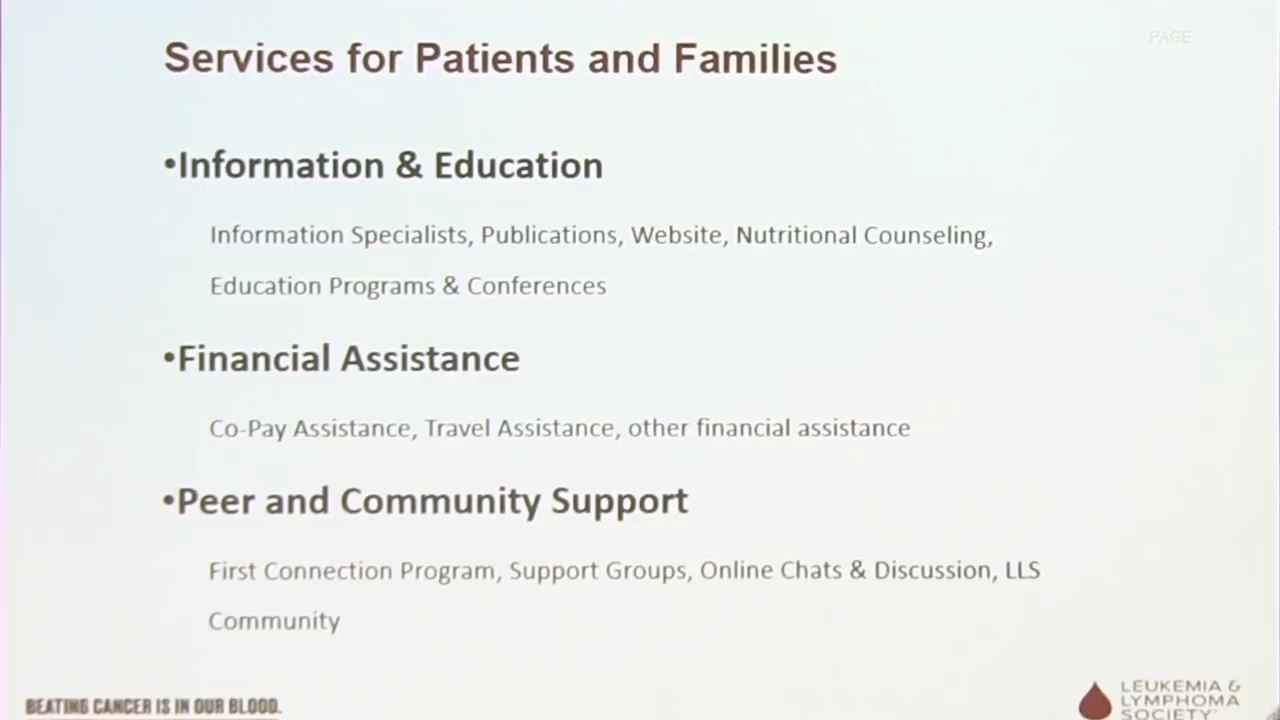 PAGE
Services for Patients and Families
•Information & Education
Information Specialists, Publications, Website, Nutritional Counseling,
Education Programs & Conferences
•Financial Assistance
Co-Pay Assistance, Travel Assistance, other financial assistance
•Peer and Community Support
First Connection Program, Support Groups, Online Chats & Discussion, LLS
Community
BEATING CANCER IS IN OUR BLOOD.
LEUKEMIA &
LYMPHOMA
SOCIETY